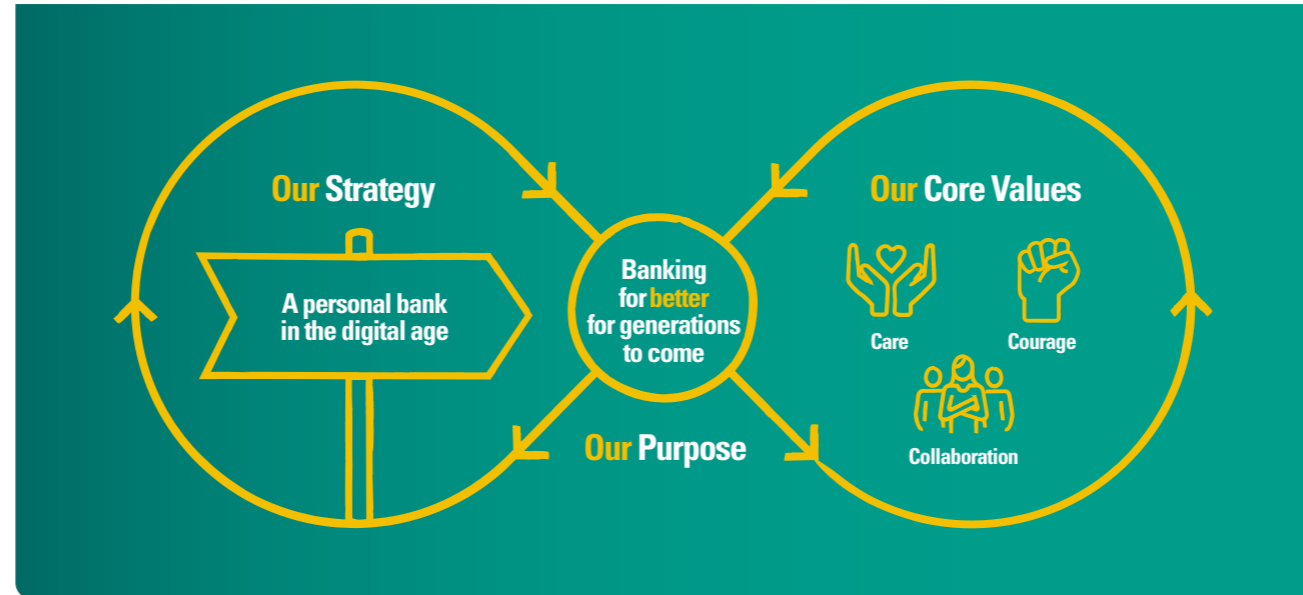 Our Strategy
A personal bank
in the digital age
Banking
for better
for generations
to come
Our Purpose
Our Core Values
Care
Courage
Collaboration